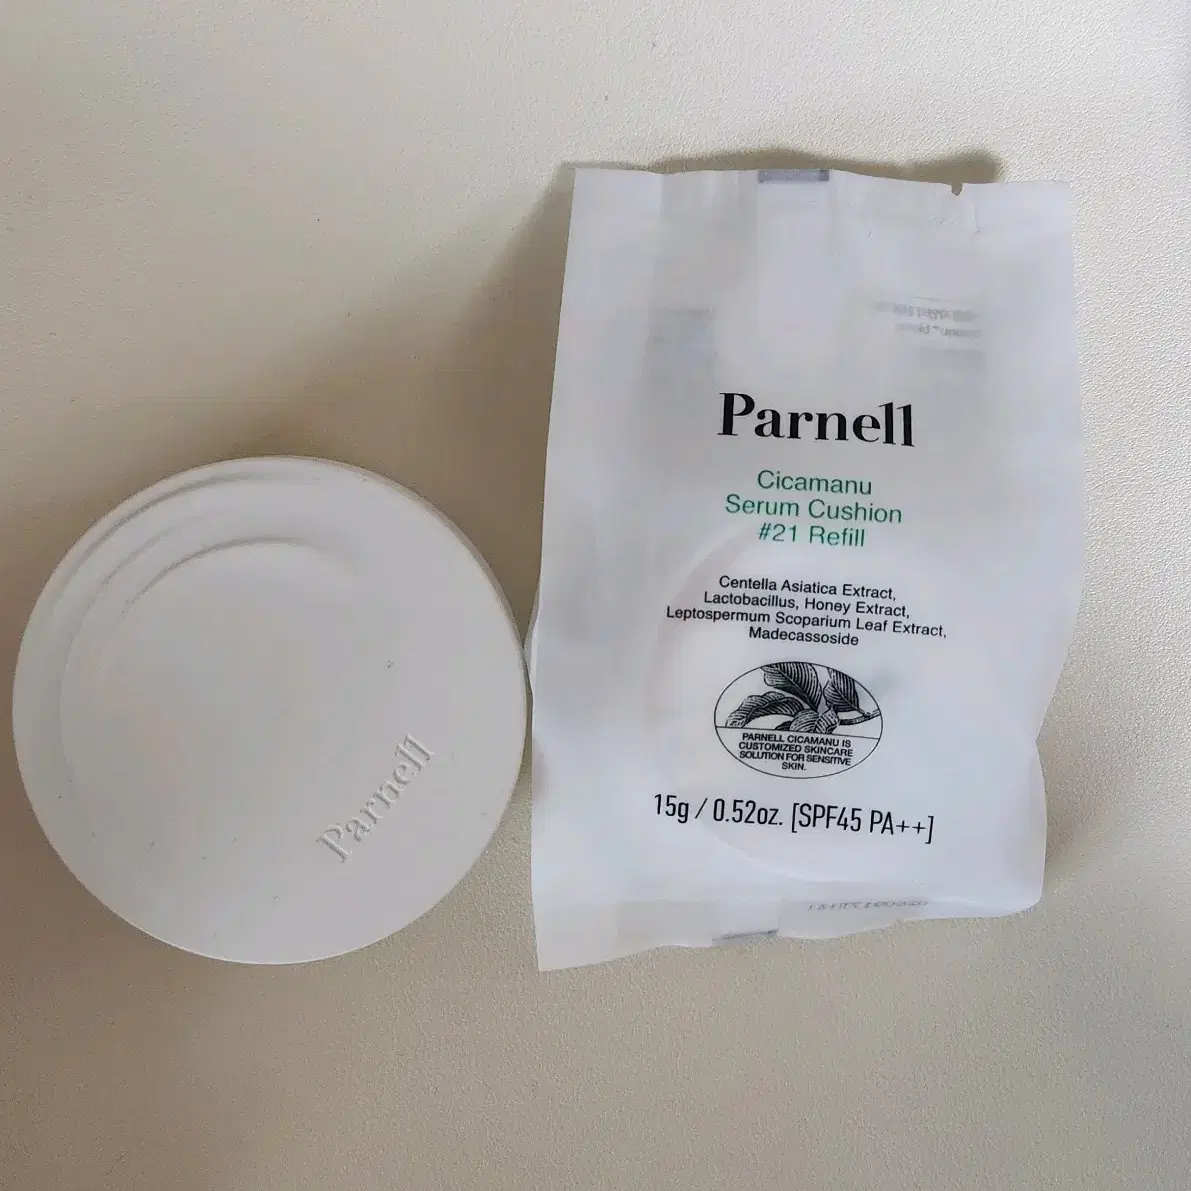 Parnell
Parnell
Cicamanu
Serum Cushion
#21 Refill
Centella Asiatica Extract,
Lactobacillus, Honey Extract,
Leptospermum Scoparium Leaf Extract,
Madecassoside
PARNELL CICAMANU IS
CUSTOMIZED SKINCARE
SOLUTION FOR SENSITIVE
SKIN.
15g / 0.52oz. [SPF45 PA++]